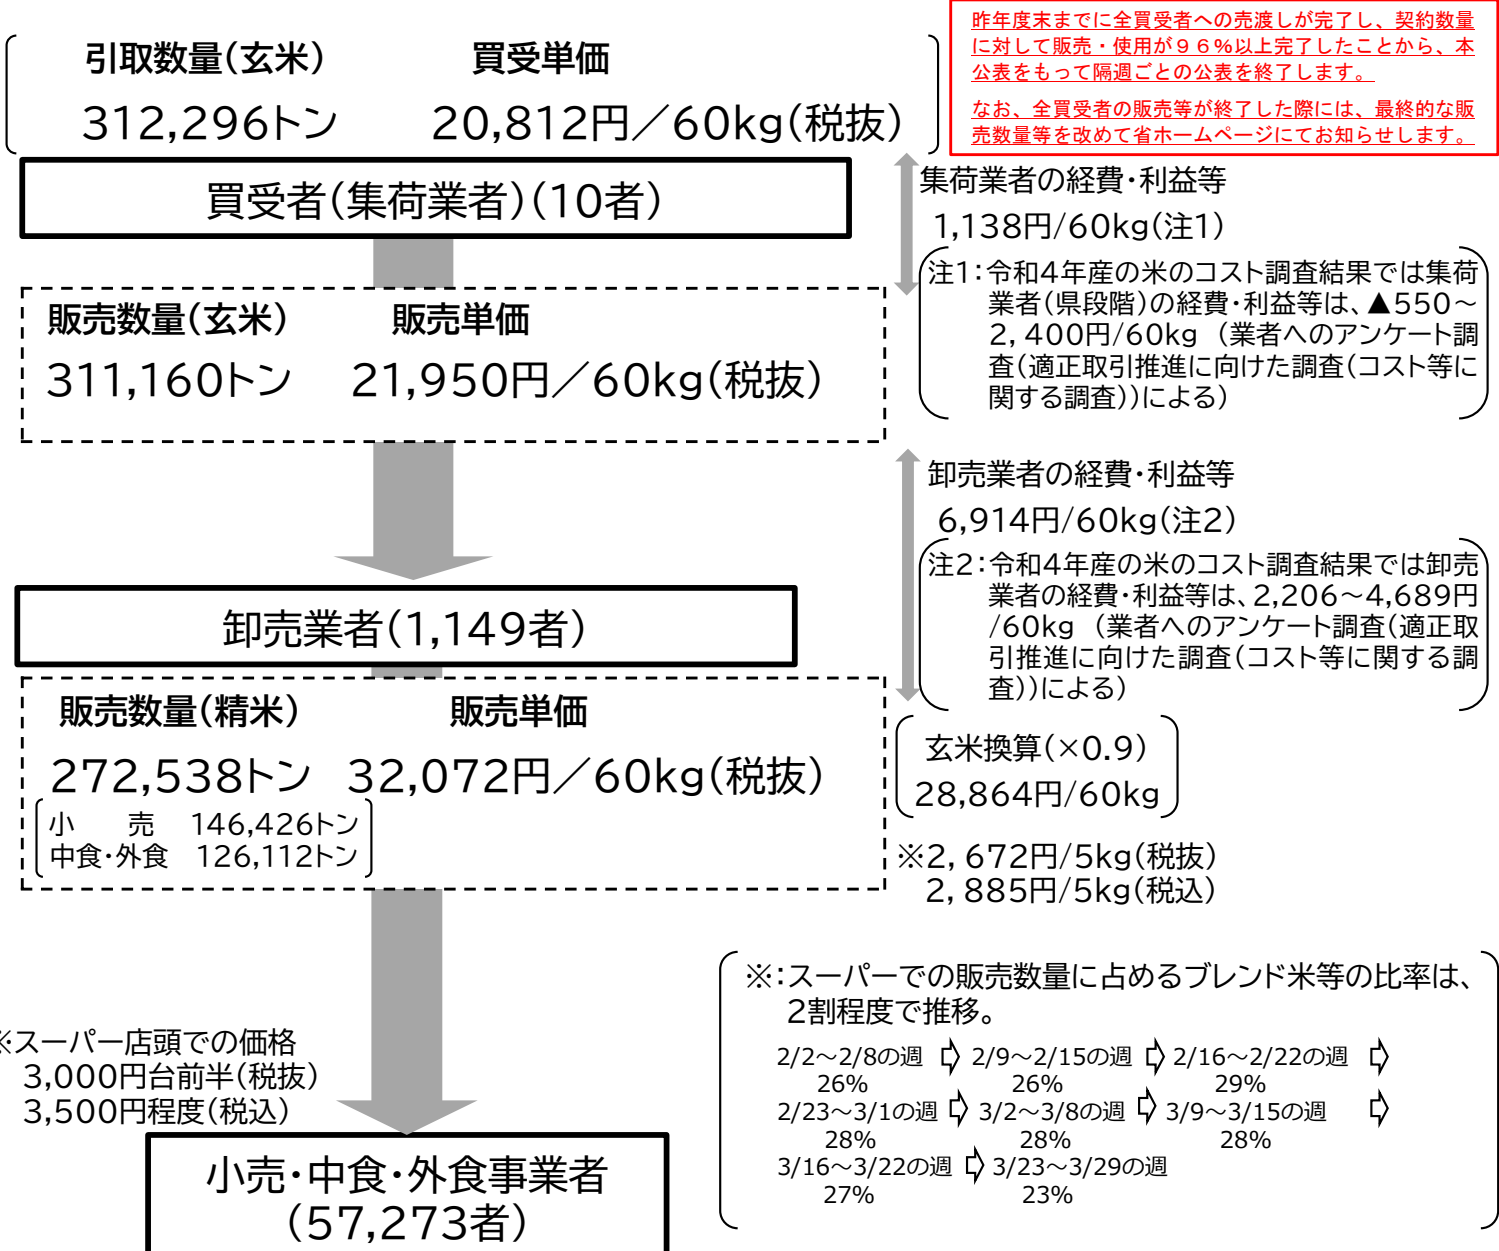 昨年度末までに全買受者への売渡しが完了し、契約数量
に対して販売・使用が９６％以上完了したことから、本
公表をもって隔週ごとの公表を終了します。
なお、全買受者の販売等が終了した際には、最終的な販
売数量等を改めて省ホームページにてお知らせします。
引取数量(玄米)　買受単価
312,296トン　20,812円／60kg(税抜)
買受者(集荷業者)(10者)
集荷業者の経費・利益等
1,138円/60kg(注1)
注1：令和4年産の米のコスト調査結果では集荷
業者(県段階)の経費・利益等は、▲550～
2,400円/60kg （業者へのアンケート調
査(適正取引推進に向けた調査(コスト等に
関する調査))による)
販売数量(玄米)　販売単価
311,160トン　21,950円／60kg(税抜)
卸売業者の経費・利益等
6,914円/60kg(注2)
注2：令和4年産の米のコスト調査結果では卸売
業者の経費・利益等は、2,206～4,689円
/60kg （業者へのアンケート調査(適正取
引推進に向けた調査(コスト等に関する調
査))による)
卸売業者(1,149者)
販売数量(精米)　販売単価
272,538トン　32,072円／60kg(税抜)
小　　売　146,426トン
中食・外食　126,112トン
玄米換算(×0.9)
28,864円/60kg
※2,672円/5kg(税抜)
2,885円/5kg(税込)
※スーパー店頭での価格
3,000円台前半(税抜)
3,500円程度(税込)
小売・中食・外食事業者
(57,273者)
※：スーパーでの販売数量に占めるブレンド米等の比率は、
2割程度で推移。
2/2～2/8の週 ⇨ 2/9～2/15の週 ⇨ 2/16～2/22の週 ⇨
26%　26%　29%
2/23～3/1の週 ⇨ 3/2～3/8の週 ⇨ 3/9～3/15の週 ⇨
28%　28%　28%
3/16～3/22の週 ⇨ 3/23～3/29の週
27%　23%